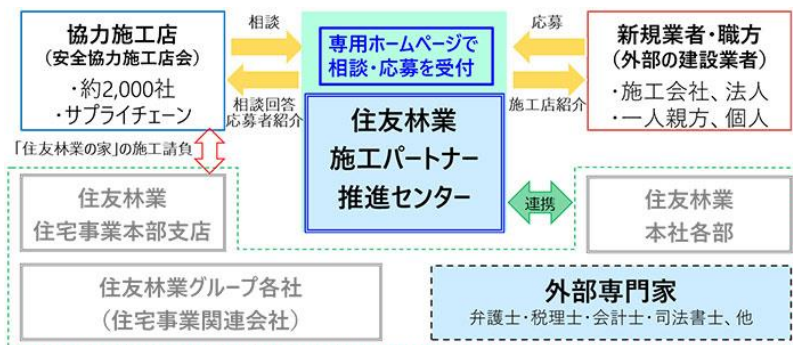 協力施工店
(安全協力施工店会)
・約2,000社
・サプライチェーン
相談
相談回答
応募者紹介
専用ホームページで
相談・応募を受付
住友林業
施工パートナー
推進センター
応募
施工店紹介
新規業者・職方
(外部の建設業者)
・施工会社、法人
・一人親方、個人
「住友林業の家」の施工請負
住友林業
住宅事業本部支店
連携
住友林業
本社各部
住友林業グループ各社
(住宅事業関連会社)
外部専門家
弁護士・税理士・会計士・司法書士、他